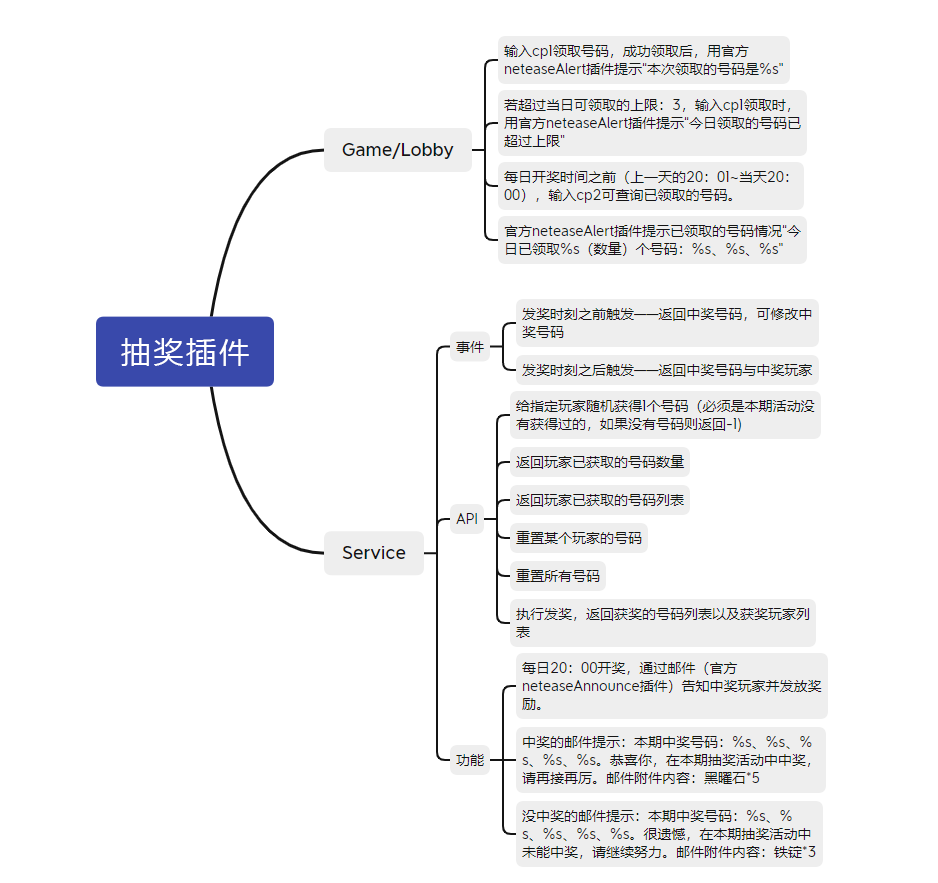 抽奖插件
Game/Lobby
输入cp1领取号码，成功领取后，用官方
neteaseAlert插件提示"本次领取的号码是%s"
若超过当日可领取的上限：3，输入cp1领取时，
用官方neteaseAlert插件提示"今日领取的号码已
超过上限"
每日开奖时间之前（上一天的20：01~当天20：
00），输入cp2可查询已领取的号码。
官方neteaseAlert插件提示已领取的号码情况"今
日已领取%s（数量）个号码：%s、%s、%s"
Service
事件
发奖时刻之前触发——返回中奖号码，可修改中
奖号码
发奖时刻之后触发——返回中奖号码与中奖玩家
API
给指定玩家随机获得1个号码（必须是本期活动没
有获得过的，如果没有号码则返回-1）
返回玩家已获取的号码数量
返回玩家已获取的号码列表
重置某个玩家的号码
重置所有号码
执行发奖，返回获奖的号码列表以及获奖玩家列
表
功能
每日20：00开奖，通过邮件（官方
neteaseAnnounce插件）告知中奖玩家并发放奖
励。
中奖的邮件提示：本期中奖号码：%s、%s、%
s、%s、%s。恭喜你，在本期抽奖活动中中奖，
请再接再厉。邮件附件内容：黑曜石*5
没中奖的邮件提示：本期中奖号码：%s、%
s、%s、%s、%s。很遗憾，在本期抽奖活动中
未能中奖，请继续努力。邮件附件内容：铁锭*3